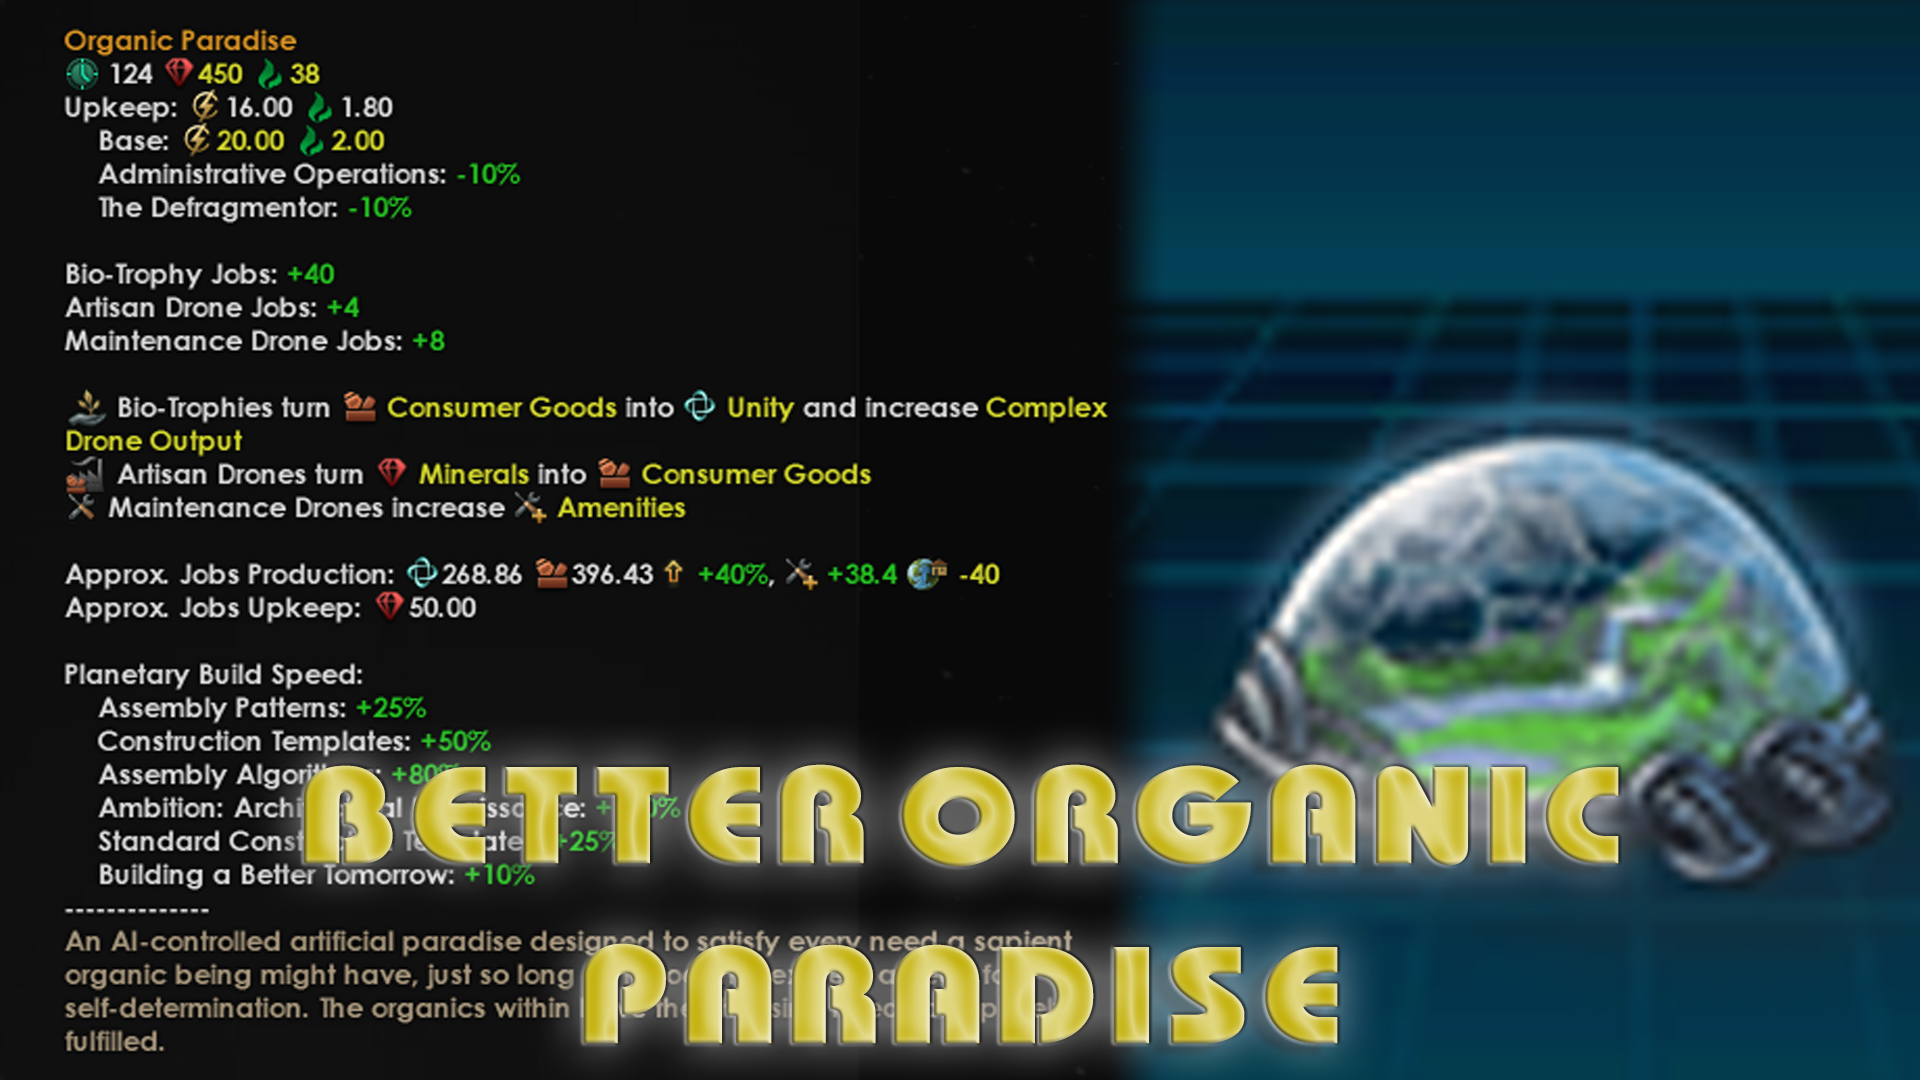 Organic Paradise
124 450 38
Upkeep: 16.00 1.80
Base: 20.00 2.00
Administrative Operations: -10%
The Defragmentor: -10%
Bio-Trophy Jobs: +40
Artisan Drone Jobs: +4
Maintenance Drone Jobs: +8
Bio-Trophies turn Consumer Goods into Unity and increase Complex
Drone Output
Artisan Drones turn Minerals into Consumer Goods
Maintenance Drones increase Amenities
Approx. Jobs Production: 268.86 396.43 +40%, +38.4 -40
Approx. Jobs Upkeep: 50.00
Planetary Build Speed:
Assembly Patterns: +25%
Construction Templates: +50%
Assembly +80%
Ambition:
Standard +25%
Building a Better Tomorrow: +10%
--------------
An AI-controlled artificial paradise designed to satisfy every need a sapient
organic being might have, just so long
self-determination. The organics within
fulfilled.
BETTER ORGANIC
PARADISE